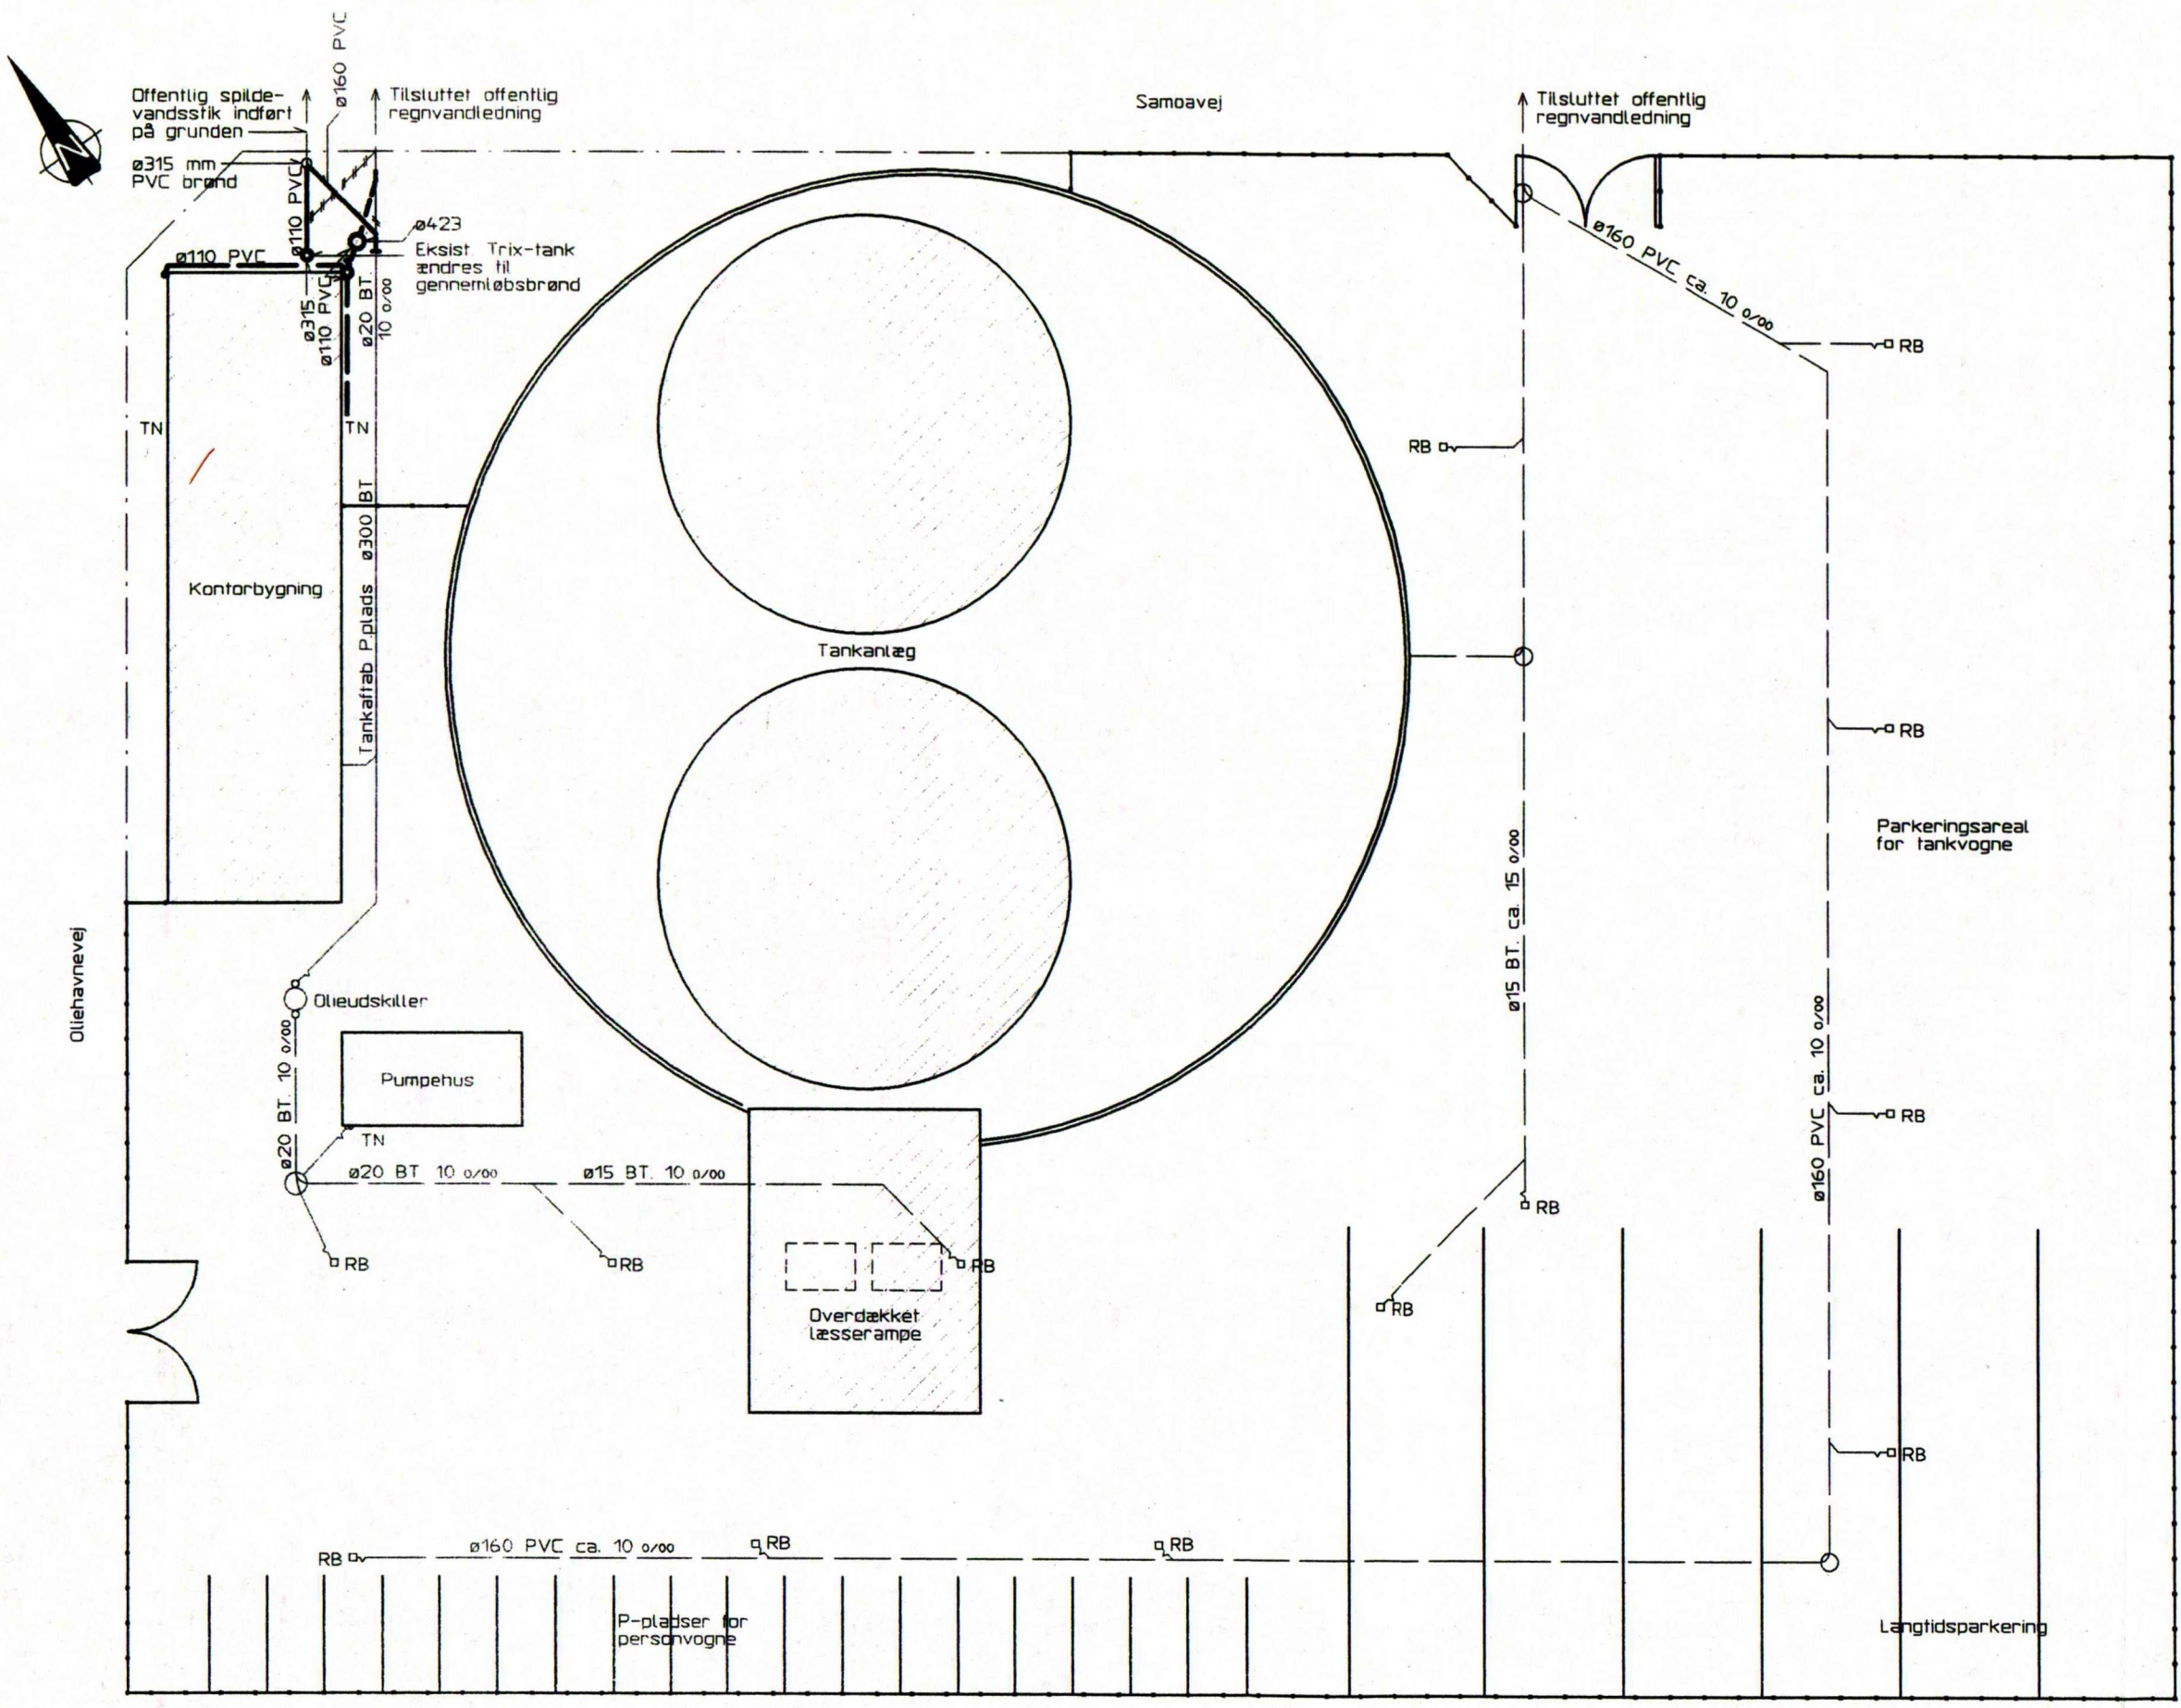 ø160 PVC
Offentlig spilde-
vandsstik indført
på grunden
ø315 mm
PVC brønd
Tilsluttet offentlig
regnvandledning
Samoavej
Tilsluttet offentlig
regnvandledning
N
ø110 PVC
ø110 PVC
ø423
Eksist Trix-tank
ændres til
gennemløbsbrønd
ø315
ø110 PVC
ø20 BT.
10 o/oo
ø160 PVC ca. 10 o/oo
RB
TN
TN
RB
Tankaftab P.plads ø300 BT
Kontorbygning
Tankanlæg
RB
Parkeringsareal
for tankvogne
ø15 BT. ca. 15 o/oo
Oliehavnevej
Olieudskiller
ø20 BT. 10 o/oo
Pumpehus
TN
ø160 PVC ca. 10 o/oo
RB
ø20 BT 10 o/oo
ø15 BT. 10 o/oo
RB
RB
RB
RB
RB
Overdækket
læsserampe
RB
RB
ø160 PVC ca. 10 o/oo
RB
RB
P-pladser for
personvogne
Langtidsparkering